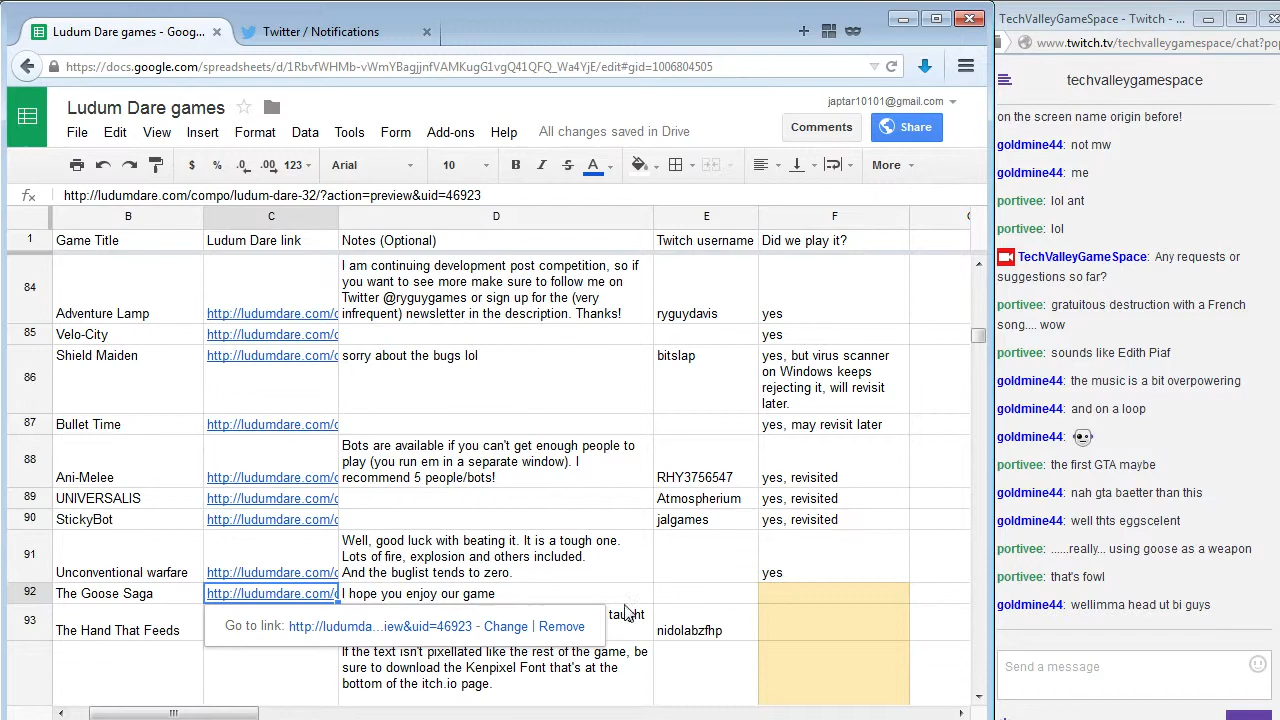 Ludum Dare games - Goog...
Twitter / Notifications
Ludum Dare games
File Edit View Insert Format Data Tools Form Add-ons Help All changes saved in Drive
japtar10101@gmail.com
Comments
Share
$ % .0 .00 123 Arial 10 B I S A More
fx http://ludumdare.com/compo/ludum-dare-32/?action=preview&uid=46923
B C D E F
1 Game Title Ludum Dare link Notes (Optional) Twitch username Did we play it?
I am continuing development post competition, so if
you want to see more make sure to follow me on
Twitter @ryguygames or sign up for the (very
84 Adventure Lamp http://ludumdare.com/c infrequent) newsletter in the description. Thanks! ryguydavis yes
85 Velo-City http://ludumdare.com/c yes
86 Shield Maiden http://ludumdare.com/c sorry about the bugs lol bitslap yes, but virus scanner
on Windows keeps
rejecting it, will revisit
later.
87 Bullet Time http://ludumdare.com/c yes, may revisit later
Bots are available if you can't get enough people to
play (you run em in a separate window). I
88 Ani-Melee http://ludumdare.com/c recommend 5 people/bots! RHY3756547 yes, revisited
89 UNIVERSALIS http://ludumdare.com/c Atmospherium yes, revisited
90 StickyBot http://ludumdare.com/c jalgames yes, revisited
Well, good luck with beating it. It is a tough one.
Lots of fire, explosion and others included.
91 Unconventional warfare http://ludumdare.com/c And the buglist tends to zero. yes
92 The Goose Saga http://ludumdare.com/c I hope you enjoy our game
93 The Hand That Feeds nidolabzfhp
Go to link: http://ludumda...iew&uid=46923 - Change | Remove
If the text isn't pixellated like the rest of the game, be
sure to download the Kenpixel Font that's at the
bottom of the itch.io page.
TechValleyGameSpace - Twitch - ...
www.twitch.tv/techvalleygamespace/chat?po
techvalleygamespace
on the screen name origin before!
goldmine44: not mw
goldmine44: me
portivee: lol ant
portivee: lol
TechValleyGameSpace: Any requests or
suggestions so far?
portivee: gratuitous destruction with a French
song.... wow
portivee: sounds like Edith Piaf
goldmine44: the music is a bit overpowering
goldmine44: and on a loop
goldmine44:
portivee: the first GTA maybe
goldmine44: nah gta baetter than this
goldmine44: well thts eggscelent
portivee: ......really... using goose as a weapon
portivee: that's fowl
goldmine44: wellimma head ut bi guys
Send a message